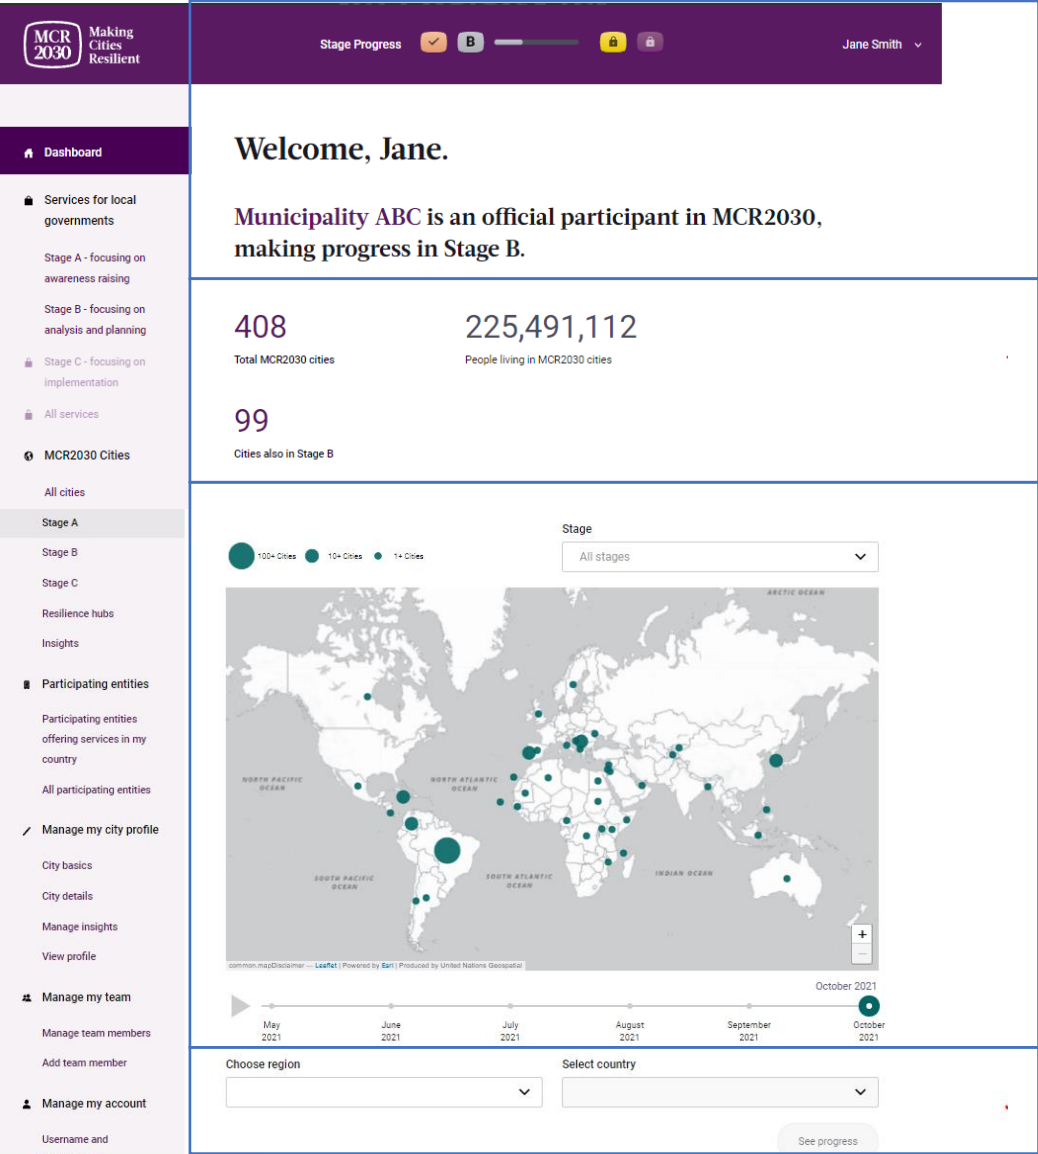 MCR
2030
Making
Cities
Resilient
Stage Progress
B
Jane Smith
Dashboard
Services for local
governments
Stage A - focusing on
awareness raising
Stage B - focusing on
analysis and planning
Stage C - focusing on
implementation
All services
MCR2030 Cities
All cities
Stage A
Stage B
Stage C
Resilience hubs
Insights
Participating entities
Participating entities
offering services in my
country
All participating entities
Manage my city profile
City basics
City details
Manage insights
View profile
Manage my team
Manage team members
Add team member
Manage my account
Username and
Welcome, Jane.
Municipality ABC is an official participant in MCR2030,
making progress in Stage B.
408
Total MCR2030 cities
225,491,112
People living in MCR2030 cities
99
Cities also in Stage B
Stage
All stages
100+ Cities
10+ Cities
1+ Cities
ARCTIC OCEAN
NORTH PACIFIC
OCEAN
NORTH ATLANTIC
OCEAN
SOUTH PACIFIC
OCEAN
SOUTH ATLANTIC
OCEAN
INDIAN OCEAN
+
−
common.mapDisclaimer — Leaflet | Powered by Esri | Produced by United Nations Geospatial
October 2021
May
2021
June
2021
July
2021
August
2021
September
2021
October
2021
Choose region
Select country
See progress